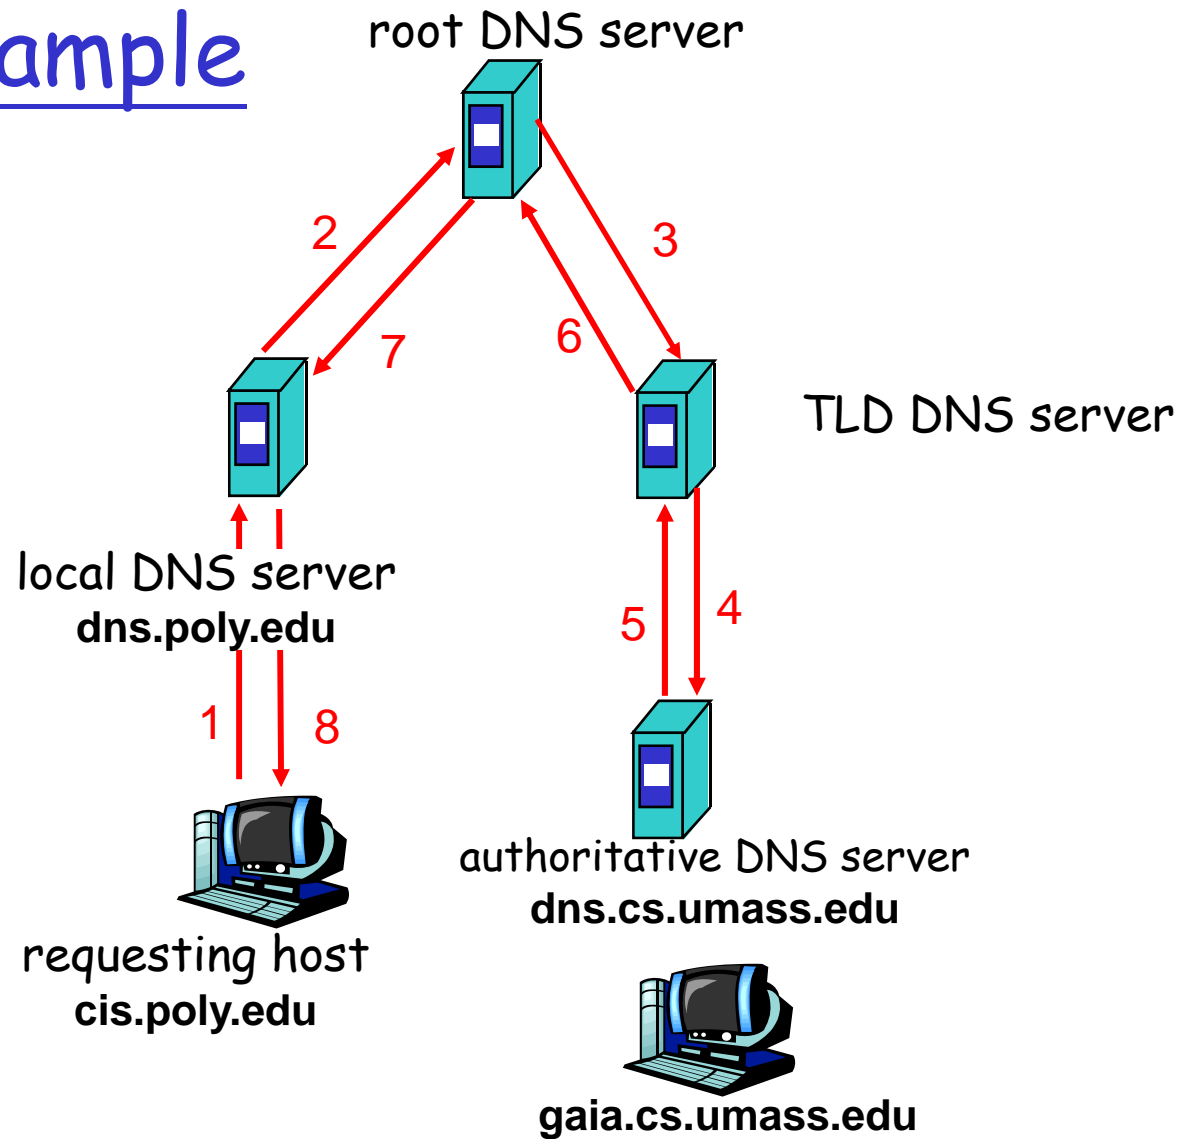 ample
root DNS server
2
3
7
6
TLD DNS server
local DNS server
dns.poly.edu
5
4
1
8
authoritative DNS server
dns.cs.umass.edu
requesting host
cis.poly.edu
gaia.cs.umass.edu